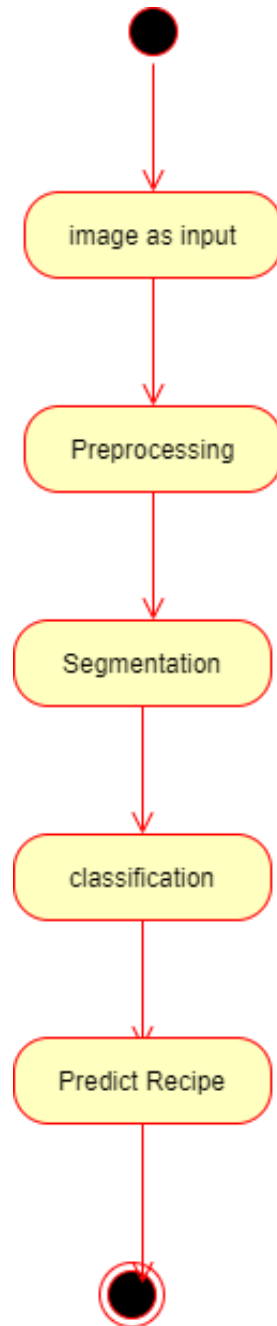 image as input
Preprocessing
Segmentation
classification
Predict Recipe